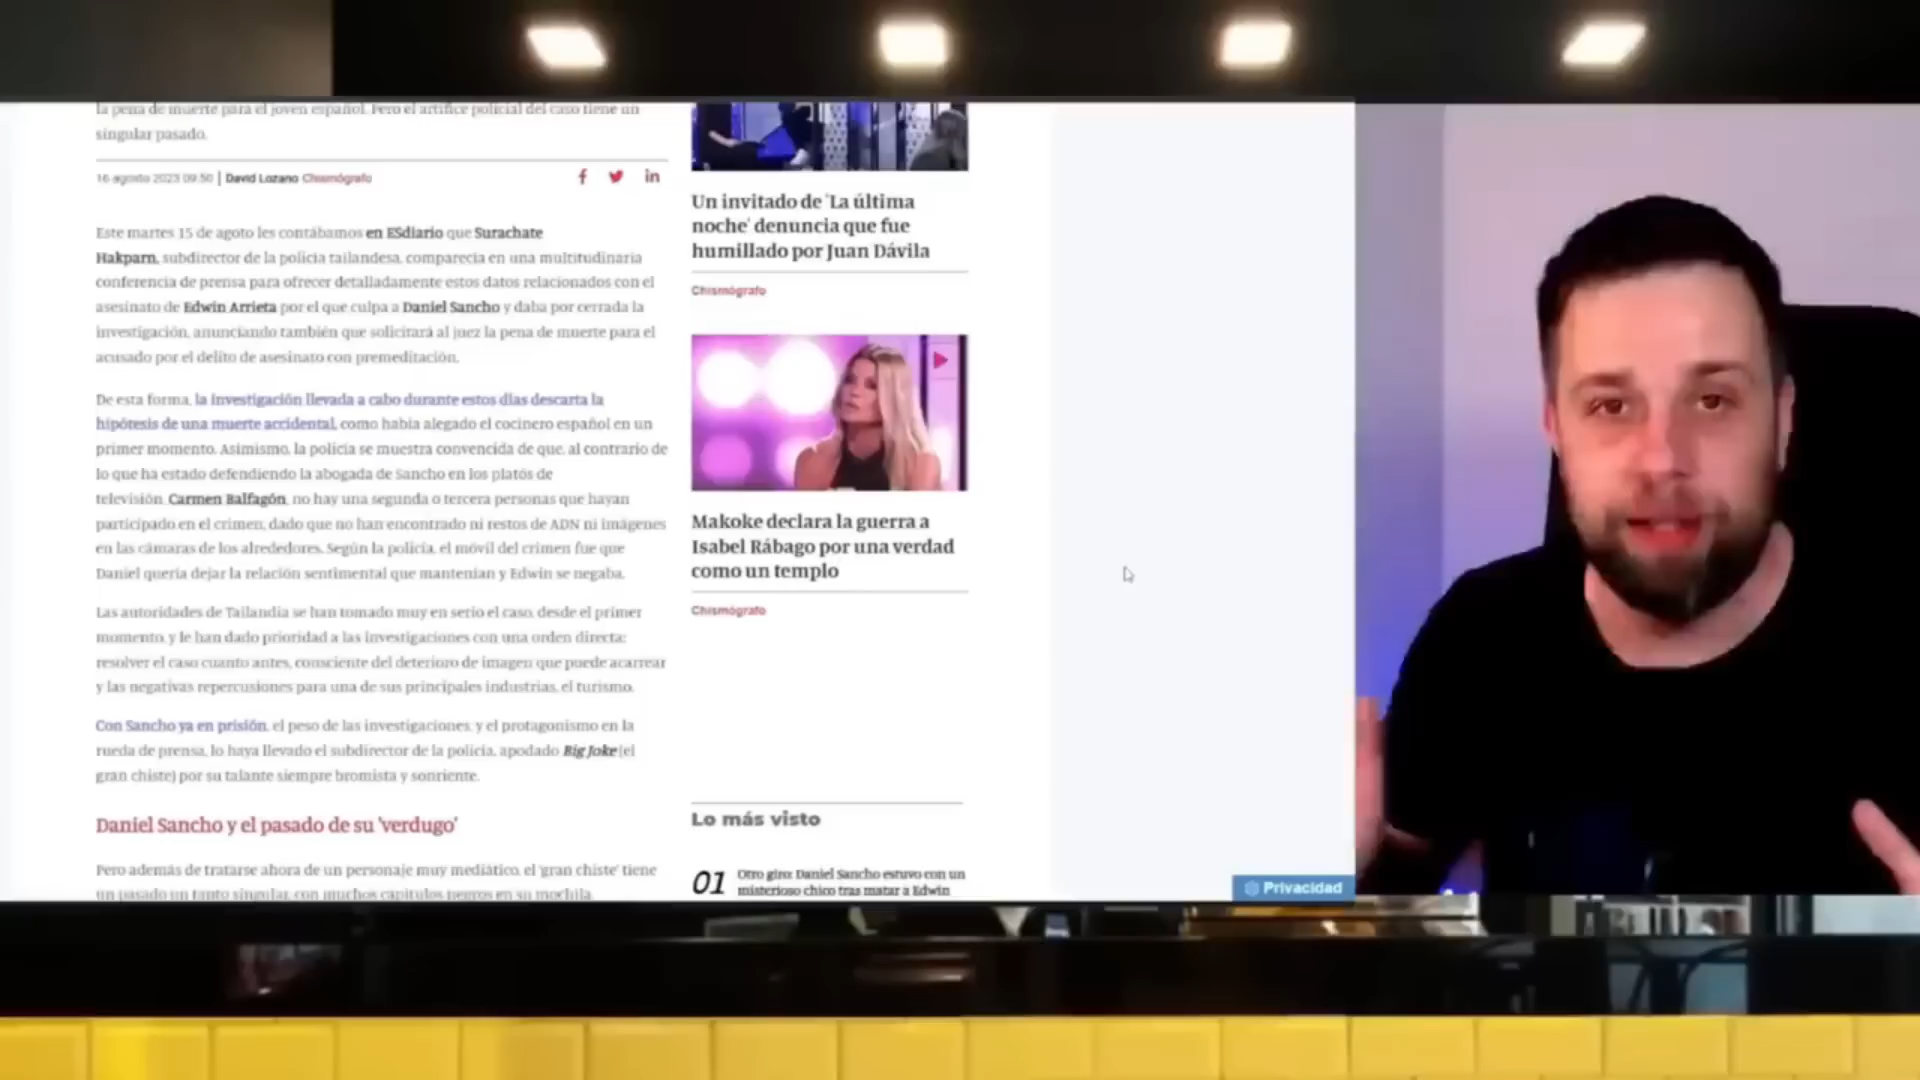 la pena de muerte para el joven español. Pero el artífice policial del caso tiene un
singular pasado.
16 agosto 2023 09:50 | David Lozano Chismógrafo
Este martes 15 de agoto les contábamos en ESdiario que Surachate
Hakparn, subdirector de la policía tailandesa, comparecía en una multitudinaria
conferencia de prensa para ofrecer detalladamente estos datos relacionados con el
asesinato de Edwin Arrieta por el que culpa a Daniel Sancho y daba por cerrada la
investigación, anunciando también que solicitará al juez la pena de muerte para el
acusado por el delito de asesinato con premeditación.
De esta forma, la investigación llevada a cabo durante estos días descarta la
hipótesis de una muerte accidental, como había alegado el cocinero español en un
primer momento. Asimismo, la policía se muestra convencida de que, al contrario de
lo que ha estado defendiendo la abogada de Sancho en los platós de
televisión, Carmen Balfagón, no hay una segunda o tercera personas que hayan
participado en el crimen, dado que no han encontrado ni restos de ADN ni imágenes
en las cámaras de los alrededores. Según la policía, el móvil del crimen fue que
Daniel quería dejar la relación sentimental que mantenían y Edwin se negaba.
Las autoridades de Tailandia se han tomado muy en serio el caso, desde el primer
momento, y le han dado prioridad a las investigaciones con una orden directa:
resolver el caso cuanto antes, consciente del deterioro de imagen que puede acarrear
y las negativas repercusiones para una de sus principales industrias, el turismo.
Con Sancho ya en prisión, el peso de las investigaciones, y el protagonismo en la
rueda de prensa, lo haya llevado el subdirector de la policía, apodado Big Joke (el
gran chiste) por su talante siempre bromista y sonriente.
Daniel Sancho y el pasado de su 'verdugo'
Pero además de tratarse ahora de un personaje muy mediático, el 'gran chiste' tiene
un pasado un tanto singular, con muchos capítulos negros en su mochila.
Un invitado de 'La última
noche' denuncia que fue
humillado por Juan Dávila
Chismógrafo
Makoke declara la guerra a
Isabel Rábago por una verdad
como un templo
Chismógrafo
Lo más visto
01 Otro giro: Daniel Sancho estuvo con un
misterioso chico tras matar a Edwin
Privacidad